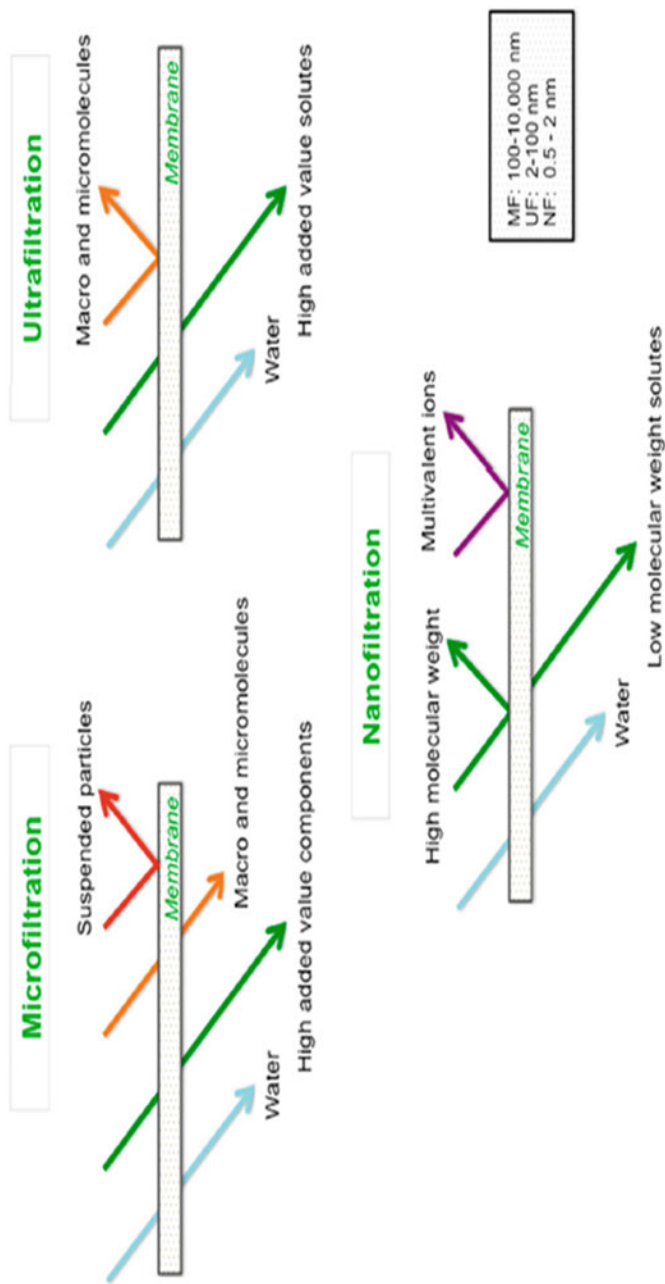 Microfiltration
Suspended particles
Membrane
Macro and micromolecules
High added value components
Water
Ultrafiltration
Macro and micromolecules
Membrane
High added value solutes
Water
Nanofiltration
High molecular weight
Multivalent ions
Membrane
Low molecular weight solutes
Water
MF: 100-10,000 nm
UF: 2-100 nm
NF: 0.5 - 2 nm